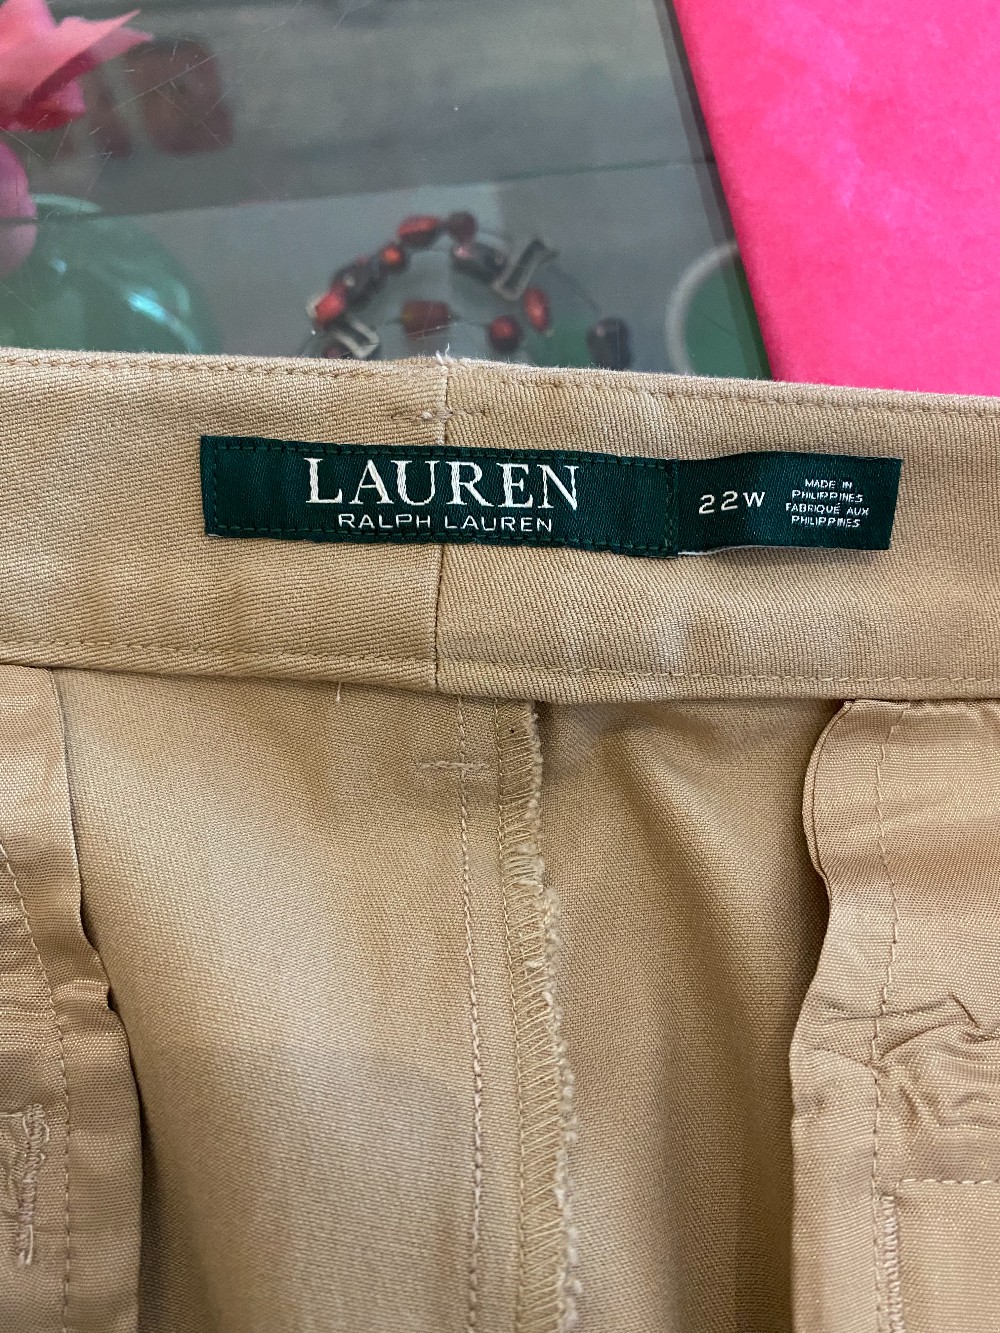 LAUREN
RALPH LAUREN
22W
MADE IN
PHILIPPINES
FABRIQUÉ AUX
PHILIPPINES